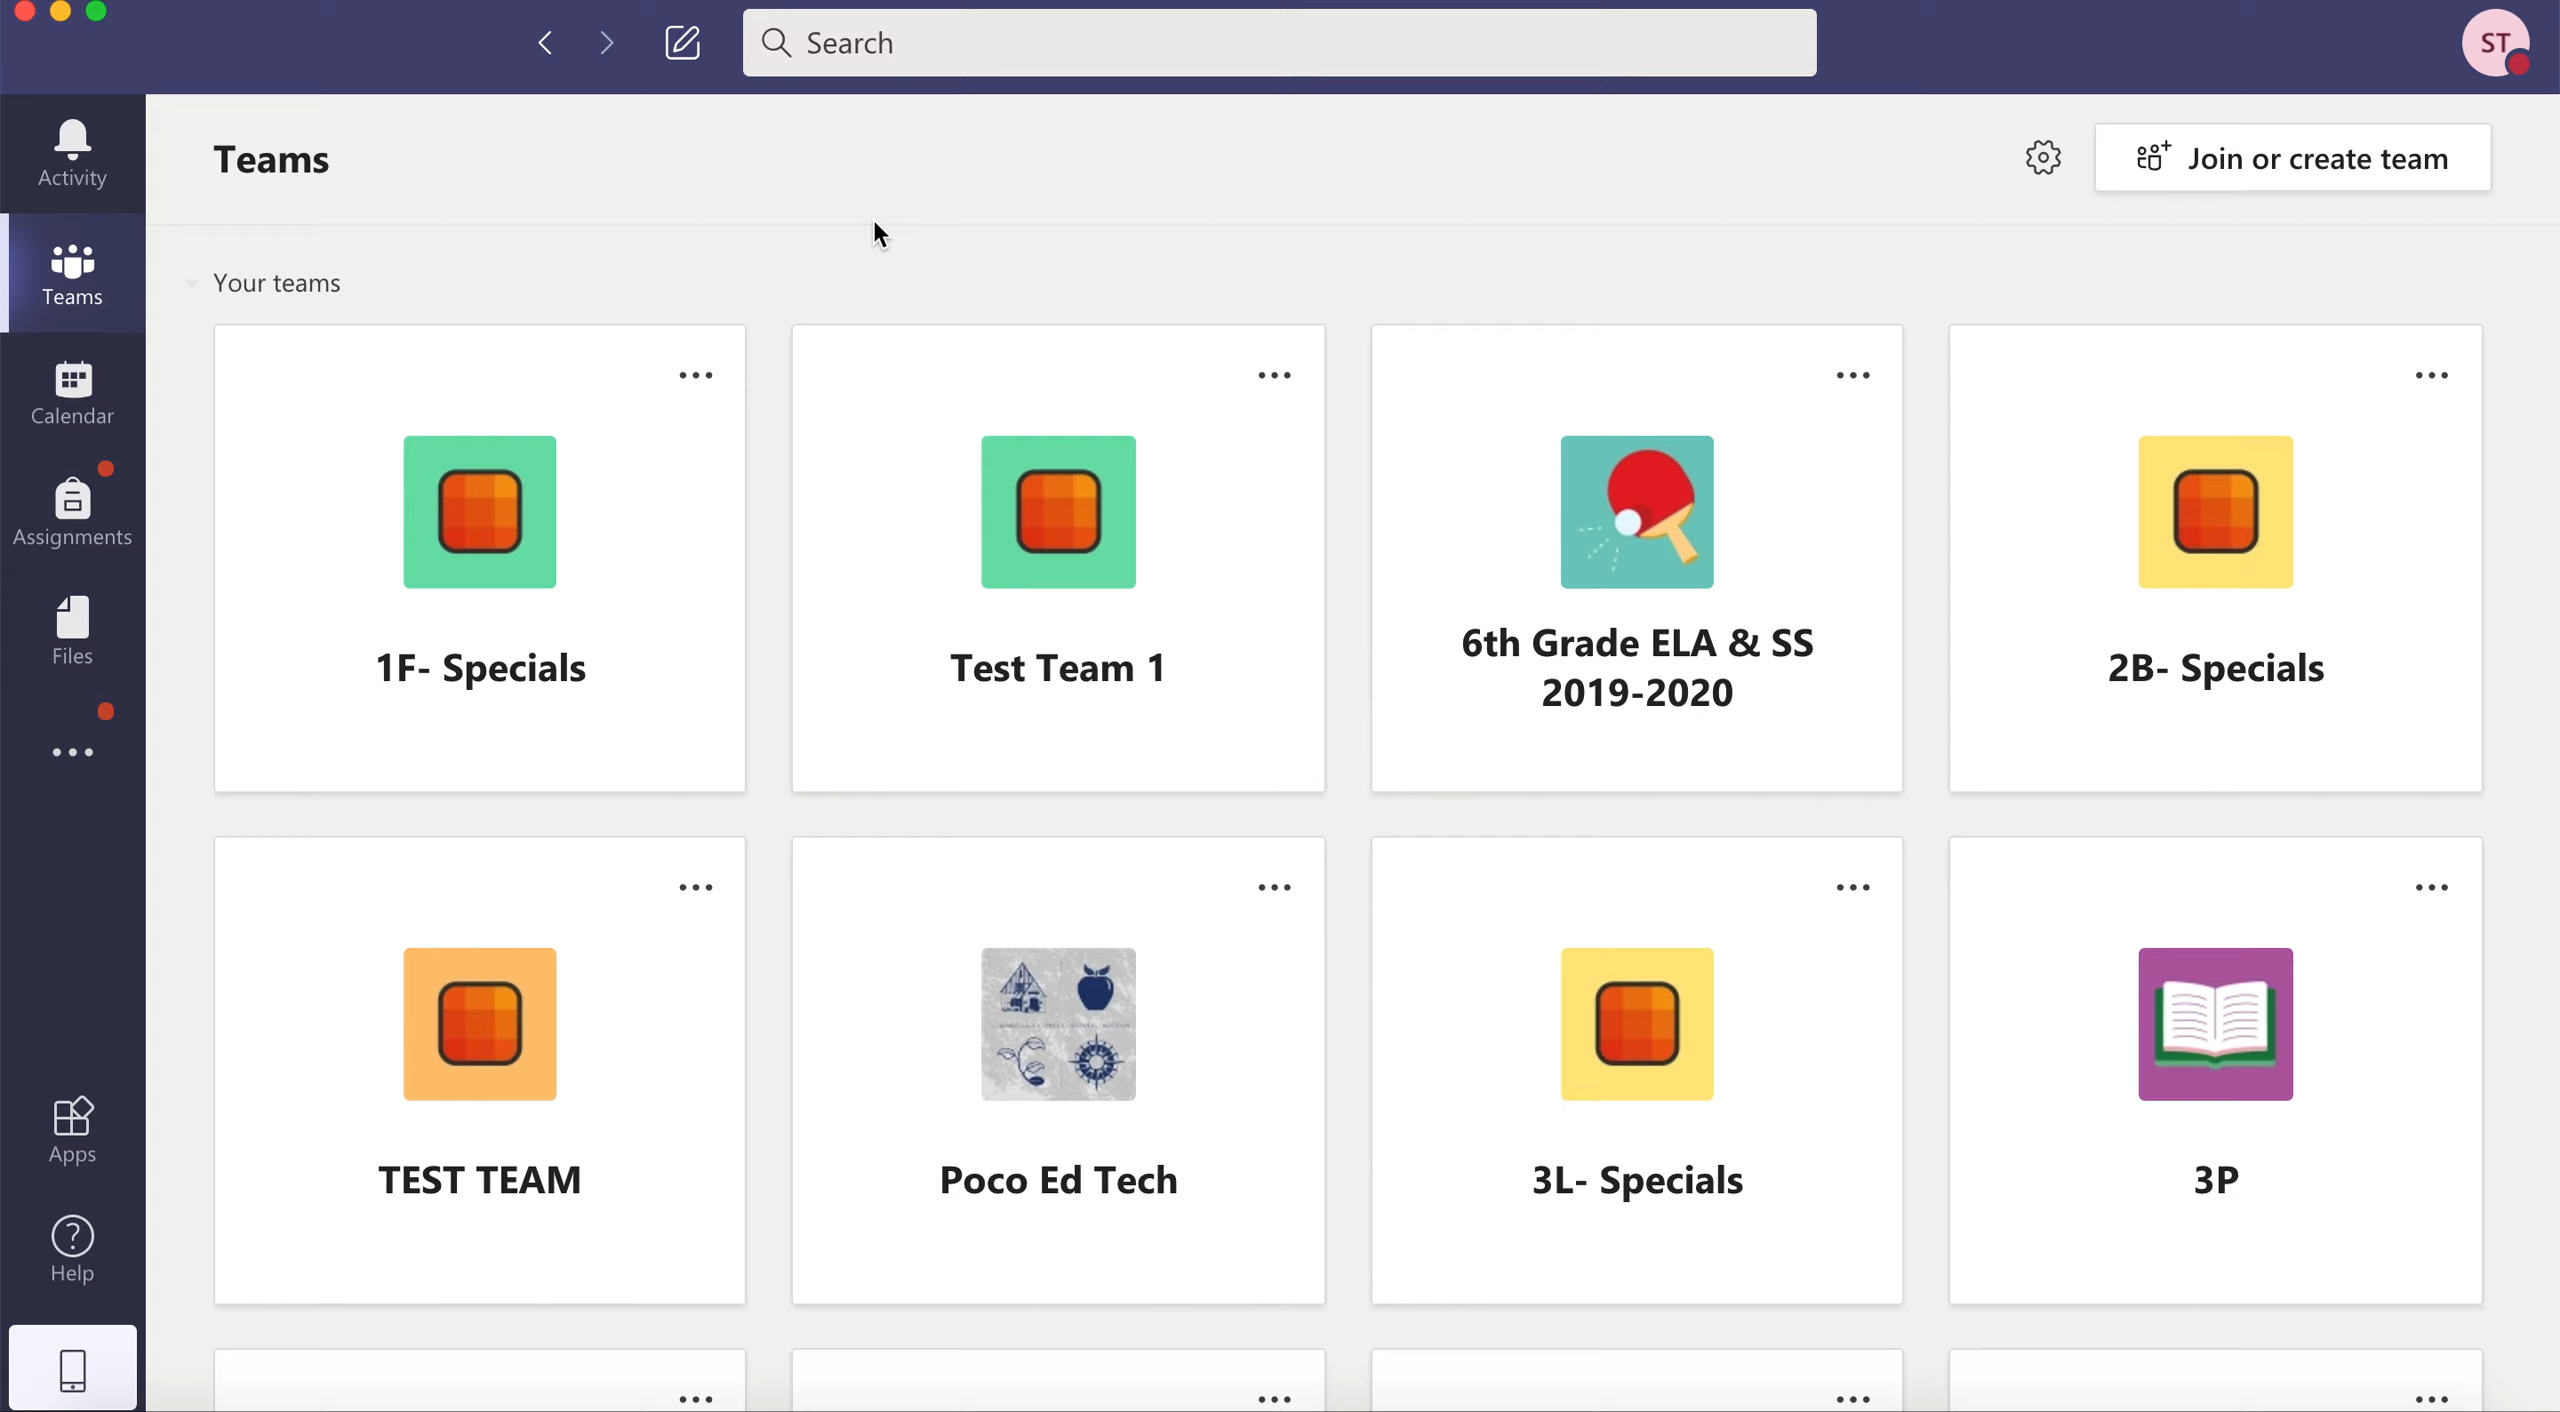 Search
ST
Activity
Teams
Calendar
Assignments
Files
Apps
Help
Teams
Join or create team
Your teams
1F- Specials
Test Team 1
6th Grade ELA & SS
2019-2020
2B- Specials
TEST TEAM
Poco Ed Tech
3L- Specials
3P